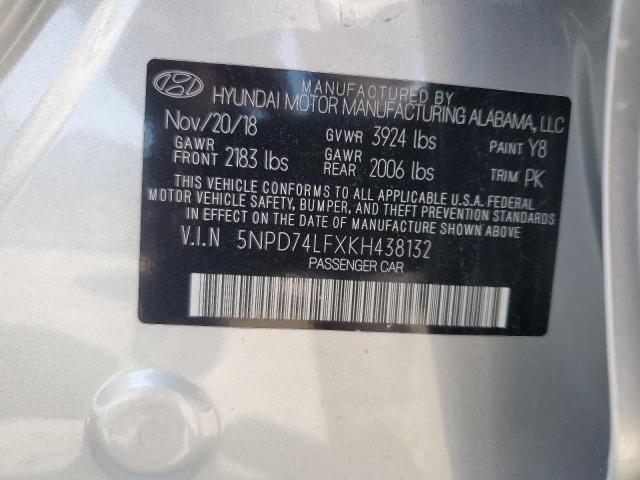 MANUFACTURED BY
HYUNDAI MOTOR MANUFACTURING ALABAMA, LLC
Nov/20/18 GVWR 3924 lbs PAINT Y8
GAWR FRONT 2183 lbs GAWR REAR 2006 lbs TRIM PK
THIS VEHICLE CONFORMS TO ALL APPLICABLE U.S.A. FEDERAL
MOTOR VEHICLE SAFETY, BUMPER, AND THEFT PREVENTION STANDARDS
IN EFFECT ON THE DATE OF MANUFACTURE SHOWN ABOVE.
V.I.N 5NPD74LFXKH438132
PASSENGER CAR